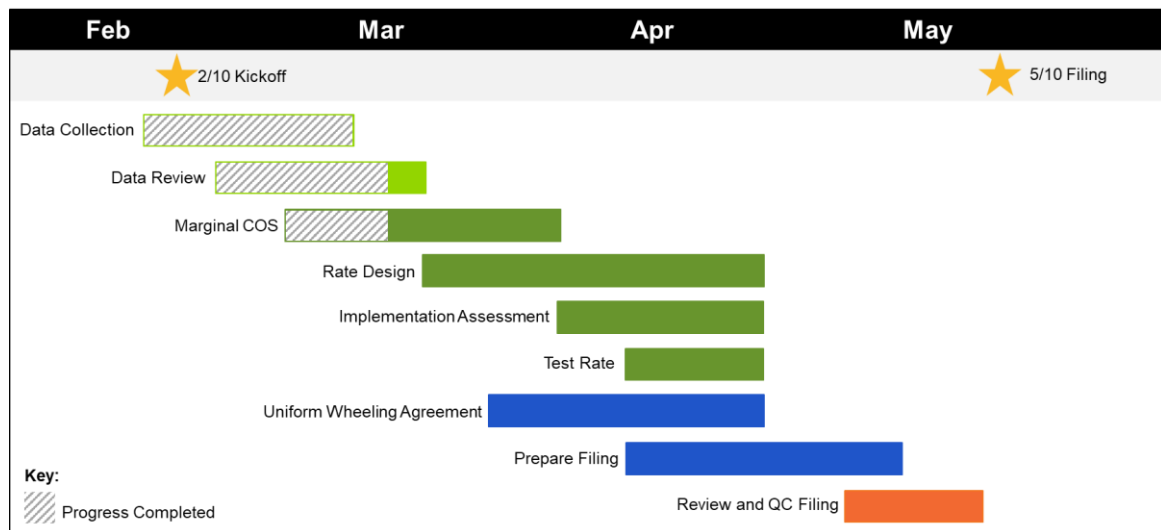 Feb Mar Apr May
2/10 Kickoff 5/10 Filing
Data Collection
Data Review
Marginal COS
Rate Design
Implementation Assessment
Test Rate
Uniform Wheeling Agreement
Prepare Filing
Key:
Review and QC Filing
Progress Completed